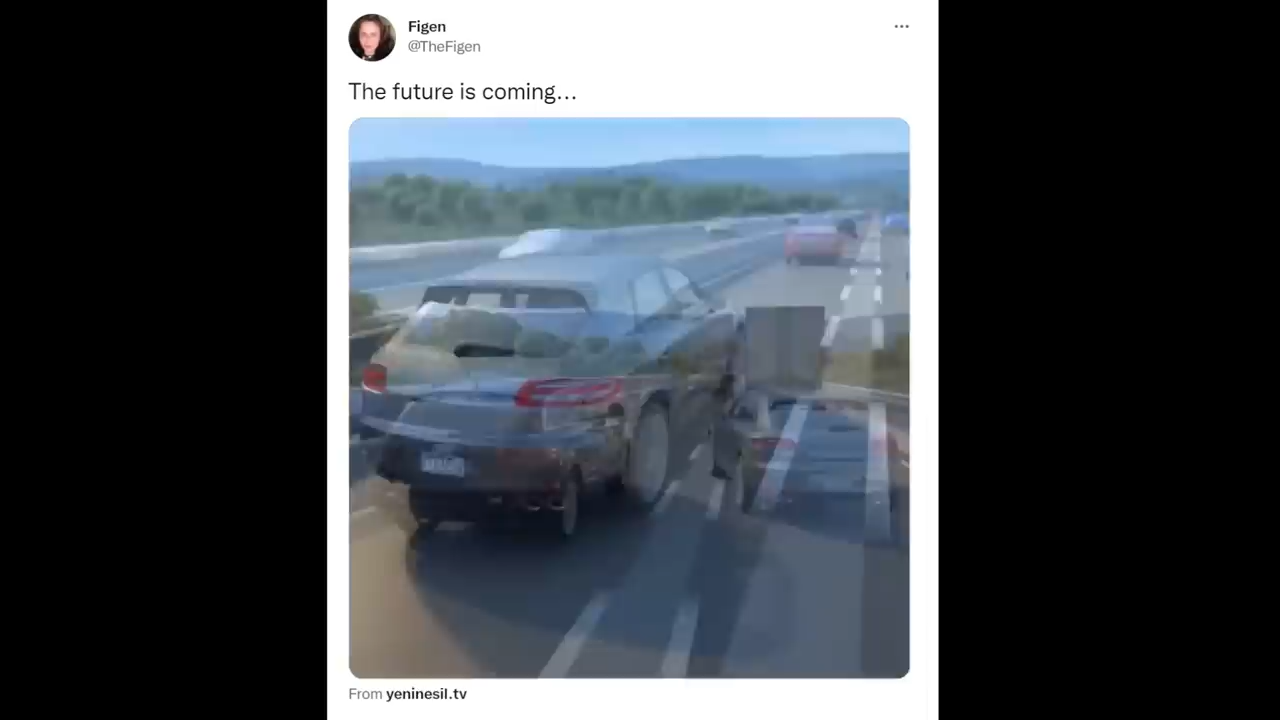 Figen
@TheFigen
The future is coming...
From yeninesil.tv